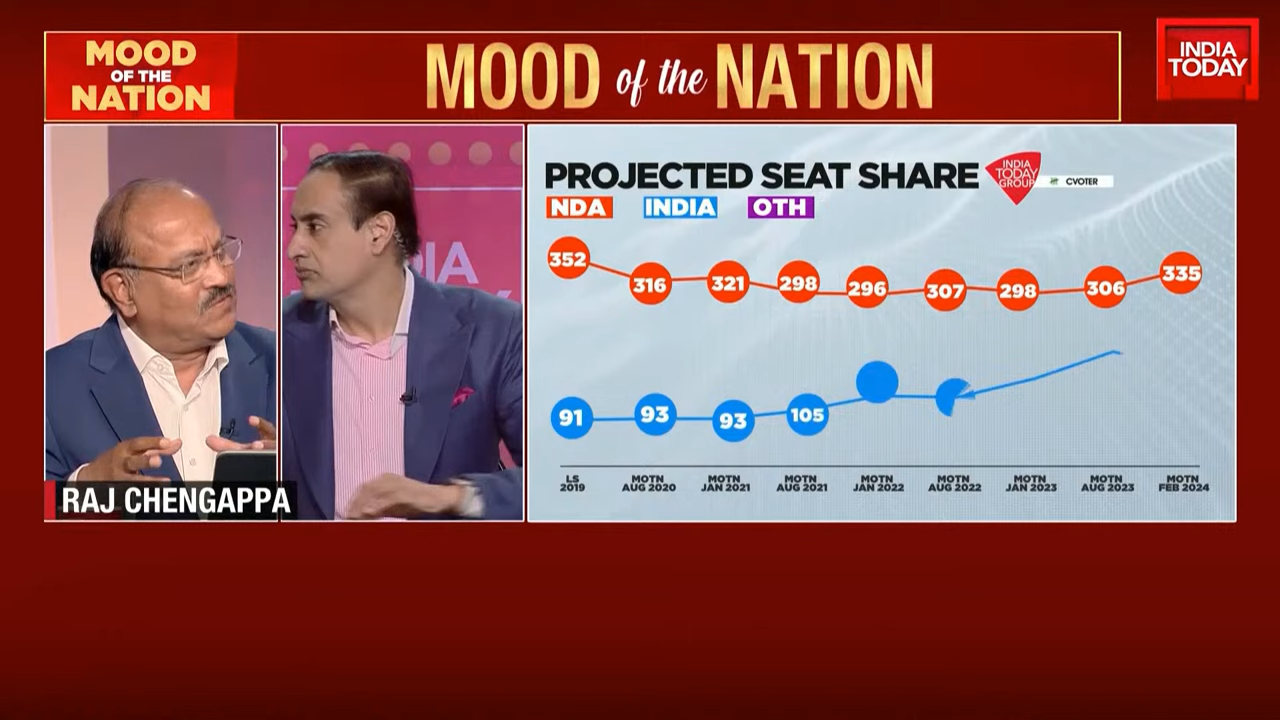 MOOD
OF THE
NATION
MOOD of the NATION
INDIA
TODAY
PROJECTED SEAT SHARE
INDIA
TODAY
GROUP
CVOTER
NDA INDIA OTH
352 316 321 298 296 307 298 306 335
91 93 93 105
LS
2019
MOTN
AUG 2020
MOTN
JAN 2021
MOTN
AUG 2021
MOTN
JAN 2022
MOTN
AUG 2022
MOTN
JAN 2023
MOTN
AUG 2023
MOTN
FEB 2024
RAJ CHENGAPPA